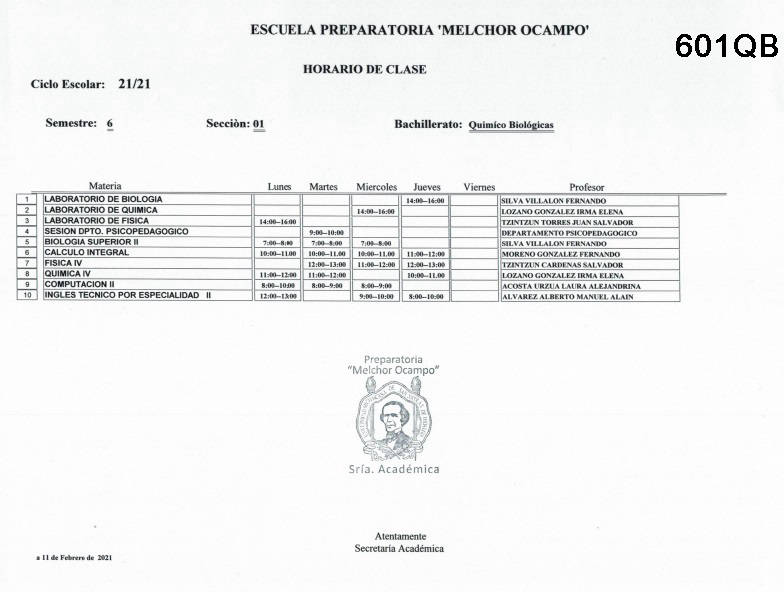 ESCUELA PREPARATORIA 'MELCHOR OCAMPO'
601QB
HORARIO DE CLASE
Ciclo Escolar: 21/21
Semestre: 6 Secciòn: 01 Bachillerato: Quimíco Biológicas
Materia Lunes Martes Miercoles Jueves Viernes Profesor
1 LABORATORIO DE BIOLOGIA 14:00--16:00 SILVA VILLALON FERNANDO
2 LABORATORIO DE QUIMICA 14:00--16:00 LOZANO GONZALEZ IRMA ELENA
3 LABORATORIO DE FISICA 14:00--16:00 TZINTZUN TORRES JUAN SALVADOR
4 SESION DPTO. PSICOPEDAGOGICO 9:00--10:00 DEPARTAMENTO PSICOPEDAGOGICO
5 BIOLOGIA SUPERIOR II 7:00--8:00 7:00--8:00 7:00--8:00 SILVA VILLALON FERNANDO
6 CALCULO INTEGRAL 10:00--11.00 10:00--11.00 10:00--11:00 11:00--12:00 MORENO GONZALEZ FERNANDO
7 FISICA IV 12:00--13:00 11:00--12:00 12:00--13:00 TZINTZUN CARDENAS SALVADOR
8 QUIMICA IV 11:00--12:00 11:00--12:00 10:00--11.00 LOZANO GONZALEZ IRMA ELENA
9 COMPUTACION II 8:00--10:00 8:00--9:00 8:00--9:00 ACOSTA URZUA LAURA ALEJANDRINA
10 INGLES TECNICO POR ESPECIALIDAD II 12:00--13:00 9:00--10:00 8:00--10:00 ALVAREZ ALBERTO MANUEL ALAIN
Preparatoria
"Melchor Ocampo"
Sría. Académica
Atentamente
Secretaria Académica
a 11 de Febrero de 2021